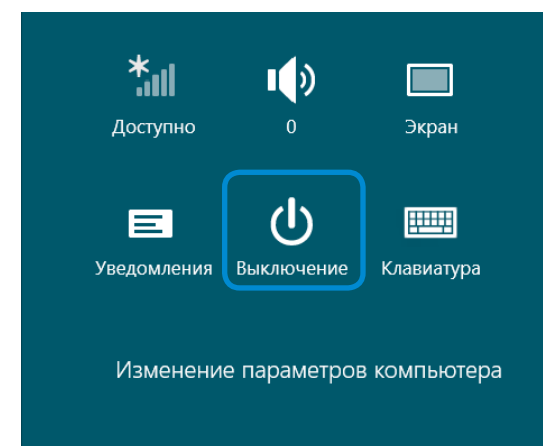 Доступно 0 Экран
Уведомления Выключение Клавиатура
Изменение параметров компьютера